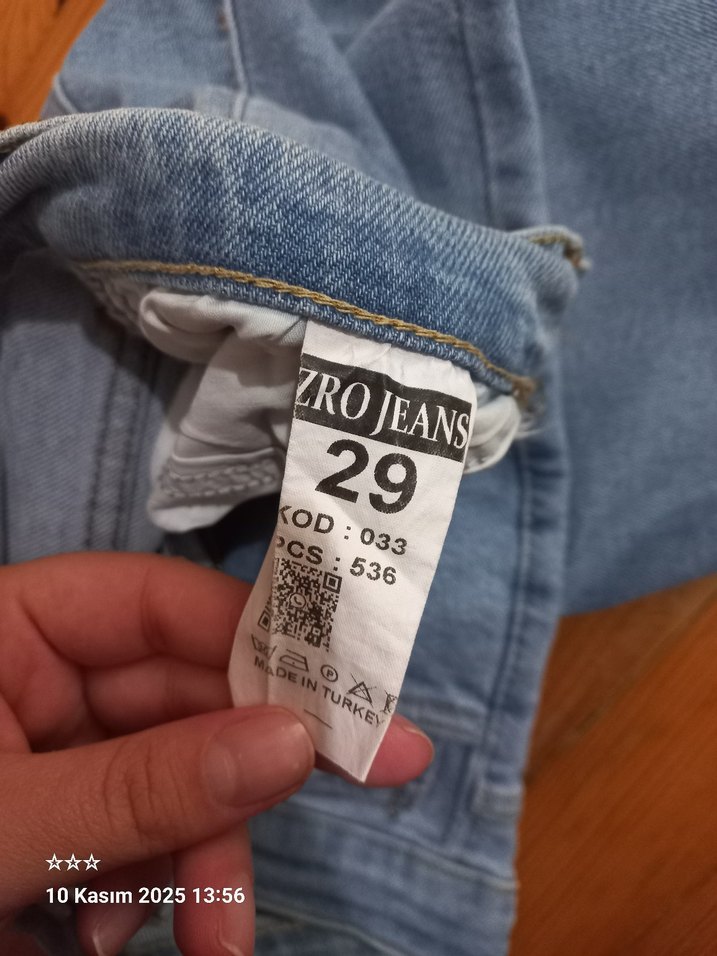 ZRO JEANS
29
KOD : 033
PCS : 536
MADE IN TURKEY
☆☆☆
10 Kasım 2025 13:56